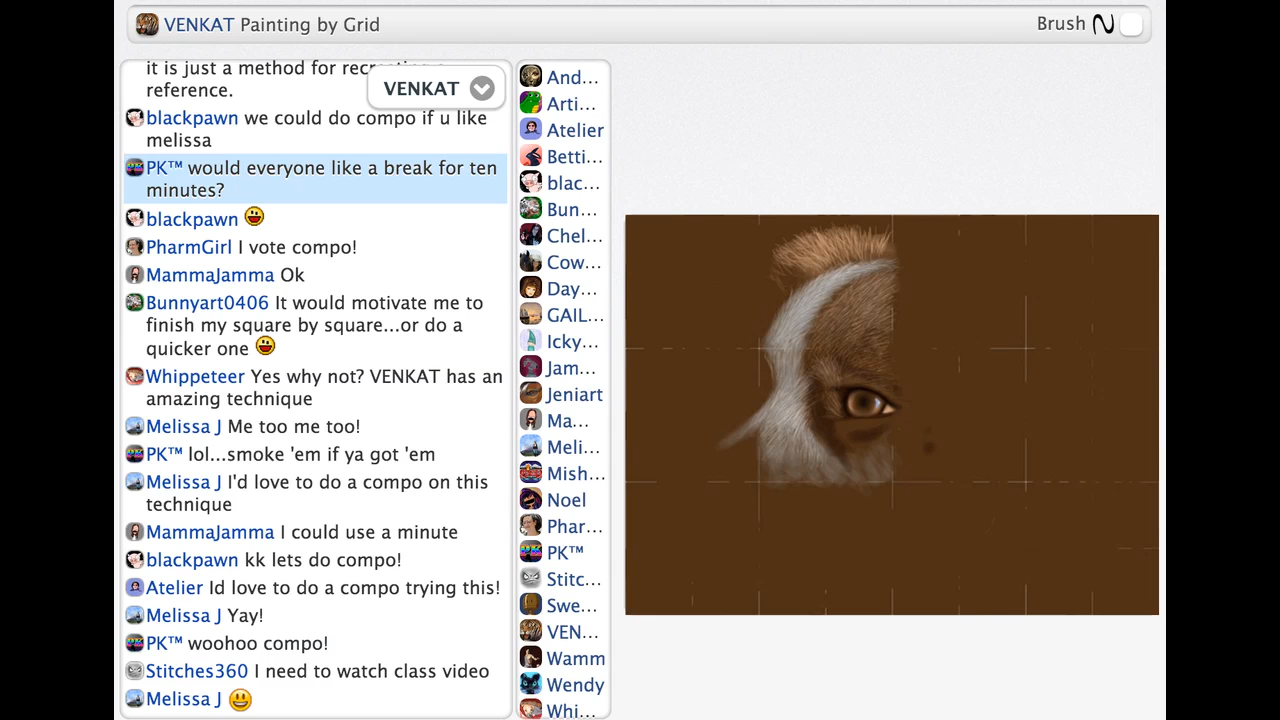 VENKAT Painting by Grid
Brush
it is just a method for
reference.
VENKAT
blackpawn we could do compo if u like
melissa
PK™ would everyone like a break for ten
minutes?
blackpawn
PharmGirl I vote compo!
MammaJamma Ok
Bunnyart0406 It would motivate me to
finish my square by square...or do a
quicker one
Whippeteer Yes why not? VENKAT has an
amazing technique
Melissa J Me too me too!
PK™ lol...smoke 'em if ya got 'em
Melissa J I'd love to do a compo on this
technique
MammaJamma I could use a minute
blackpawn kk lets do compo!
Atelier Id love to do a compo trying this!
Melissa J Yay!
PK™ woohoo compo!
Stitches360 I need to watch class video
Melissa J
And...
Arti...
Atelier
Betti...
blac...
Bun...
Chel...
Cow...
Day...
GAIL...
Icky...
Jam...
Jeniart
Ma...
Meli...
Mish...
Noel
Phar...
PK™
Stitc...
Swe...
VEN...
Wamm
Wendy
Whi...